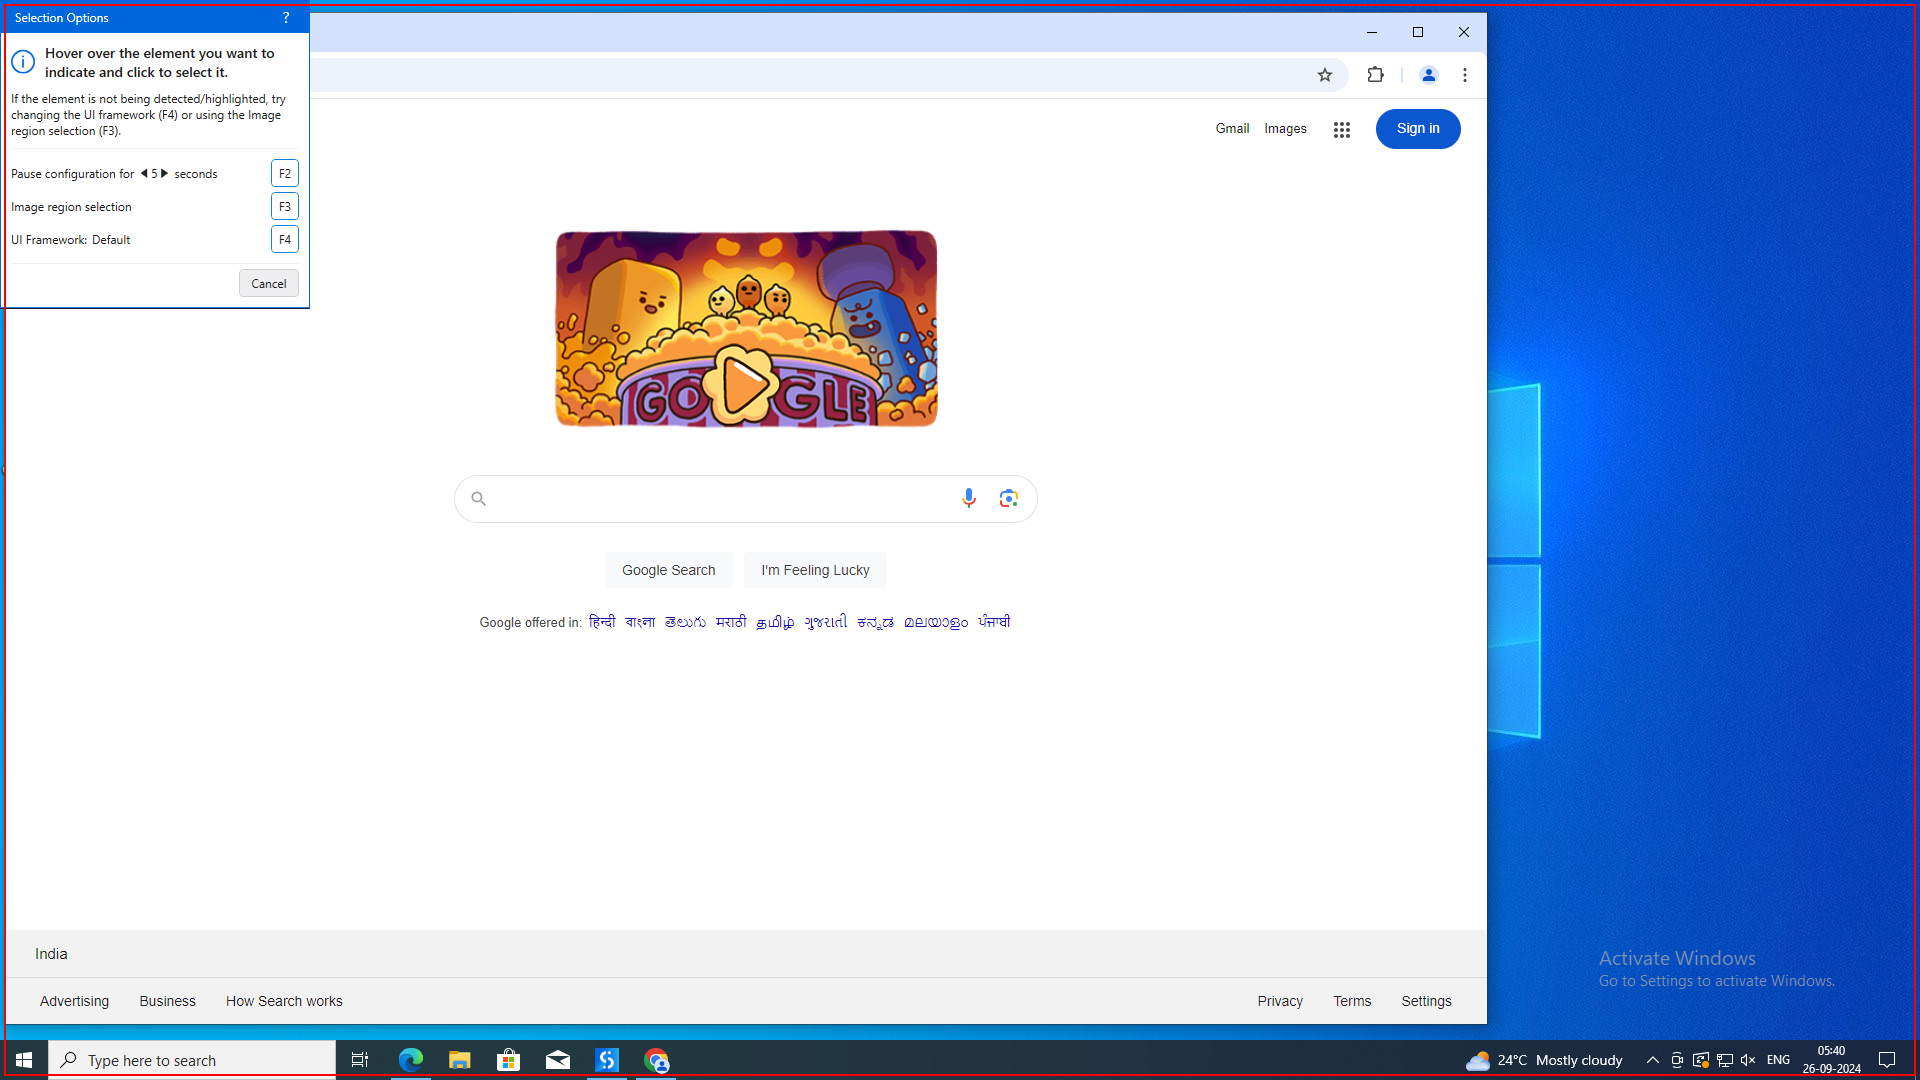 Selection Options ?
Hover over the element you want to
indicate and click to select it.
If the element is not being detected/highlighted, try
changing the UI framework (F4) or using the Image
region selection (F3).
Pause configuration for 5 seconds F2
Image region selection F3
UI Framework: Default F4
Cancel
Gmail Images Sign in
GOOGLE
Google Search I'm Feeling Lucky
Google offered in: हिन्दी বাংলা తెలుగు मराठी தமிழ் ગુજરાતી ಕನ್ನಡ മലയാളം ਪੰਜਾਬੀ
India
Advertising Business How Search works Privacy Terms Settings
Activate Windows
Go to Settings to activate Windows.
Type here to search 24°C Mostly cloudy ENG 05:40
26-09-2024